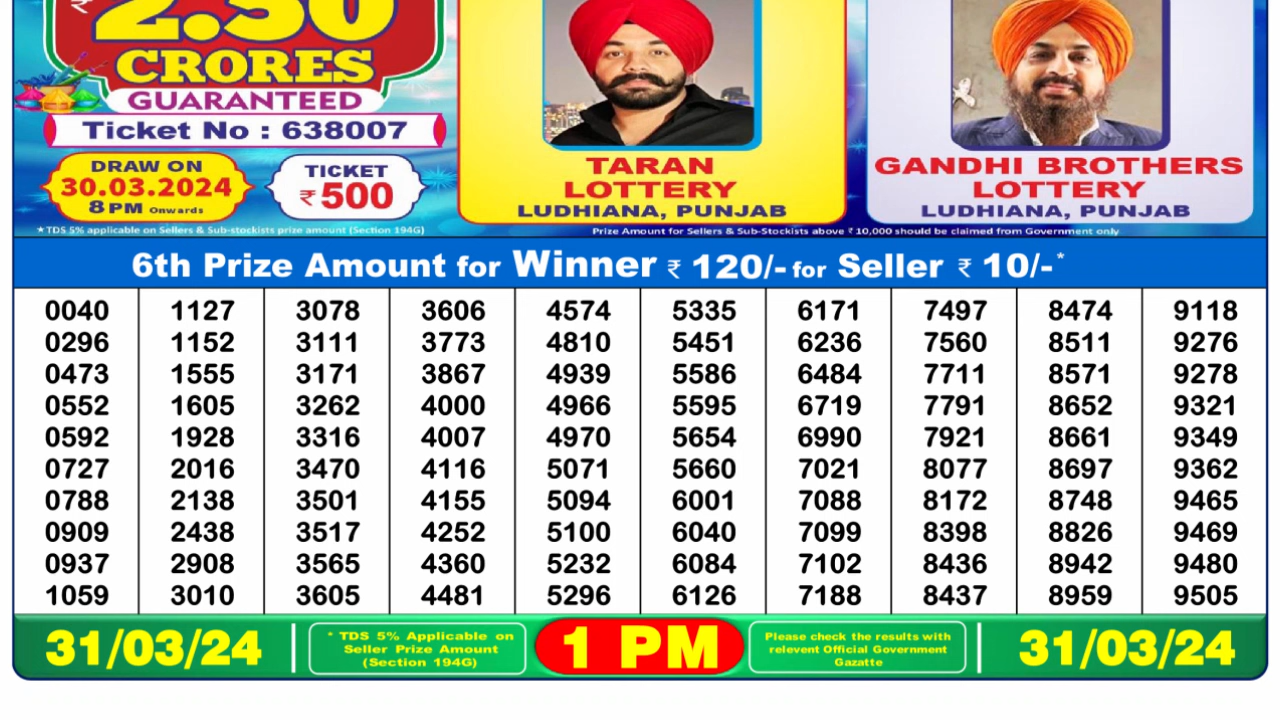 ₹ 2.50
CRORES
GUARANTEED
Ticket No : 638007
DRAW ON
30.03.2024
8 PM Onwards
TICKET
₹ 500
★TDS 5% applicable on Sellers & Sub-stockists prize amount (Section 194G)
TARAN
LOTTERY
LUDHIANA, PUNJAB
GANDHI BROTHERS
LOTTERY
LUDHIANA, PUNJAB
Prize Amount for Sellers & Sub-Stockists above ₹ 10,000 should be claimed from Government only
6th Prize Amount for Winner ₹ 120/- for Seller ₹ 10/-*
0040 1127 3078 3606 4574 5335 6171 7497 8474 9118
0296 1152 3111 3773 4810 5451 6236 7560 8511 9276
0473 1555 3171 3867 4939 5586 6484 7711 8571 9278
0552 1605 3262 4000 4966 5595 6719 7791 8652 9321
0592 1928 3316 4007 4970 5654 6990 7921 8661 9349
0727 2016 3470 4116 5071 5660 7021 8077 8697 9362
0788 2138 3501 4155 5094 6001 7088 8172 8748 9465
0909 2438 3517 4252 5100 6040 7099 8398 8826 9469
0937 2908 3565 4360 5232 6084 7102 8436 8942 9480
1059 3010 3605 4481 5296 6126 7188 8437 8959 9505
31/03/24
* TDS 5% Applicable on
Seller Prize Amount
(Section 194G)
1 PM
Please check the results with
relevent Official Government
Gazatte
31/03/24